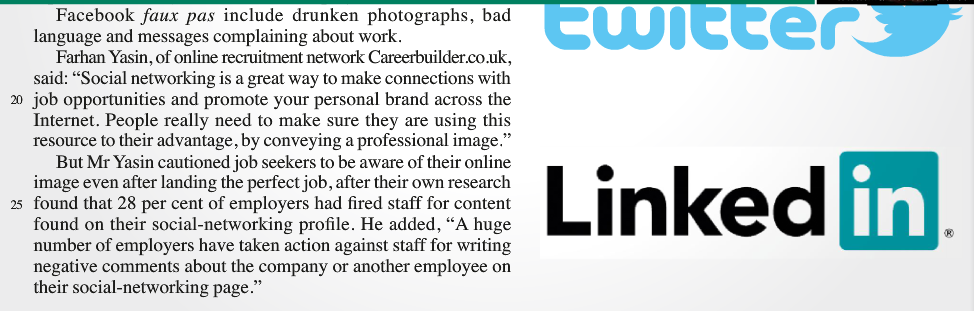 Facebook faux pas include drunken photographs, bad
language and messages complaining about work.
Farhan Yasin, of online recruitment network Careerbuilder.co.uk,
said: “Social networking is a great way to make connections with
20 job opportunities and promote your personal brand across the
Internet. People really need to make sure they are using this
resource to their advantage, by conveying a professional image.”
But Mr Yasin cautioned job seekers to be aware of their online
image even after landing the perfect job, after their own research
25 found that 28 per cent of employers had fired staff for content
found on their social-networking profile. He added, “A huge
number of employers have taken action against staff for writing
negative comments about the company or another employee on
their social-networking page.”
twitter
Linked in ®